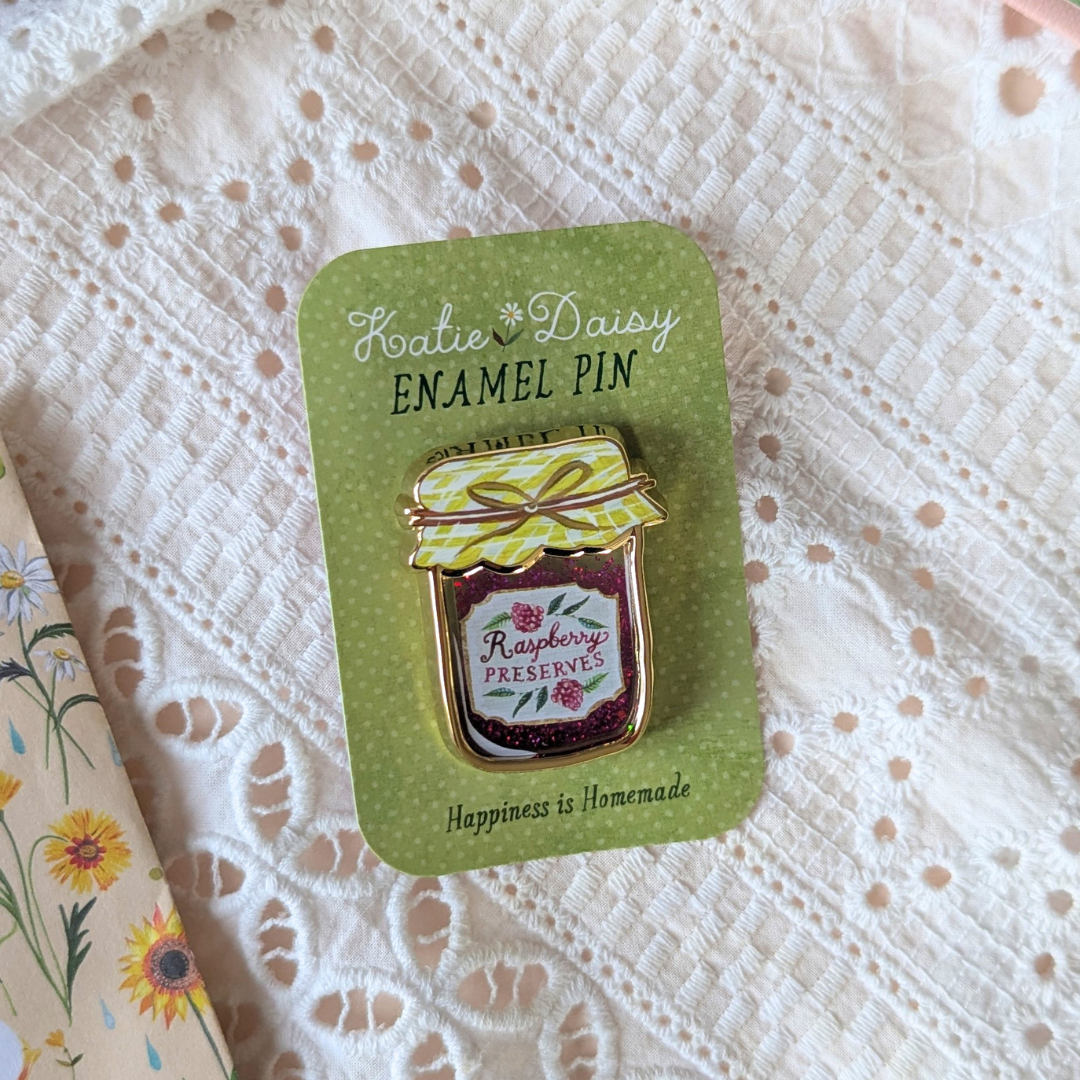 Katie Daisy
ENAMEL PIN
Raspberry
PRESERVES
Happiness is Homemade